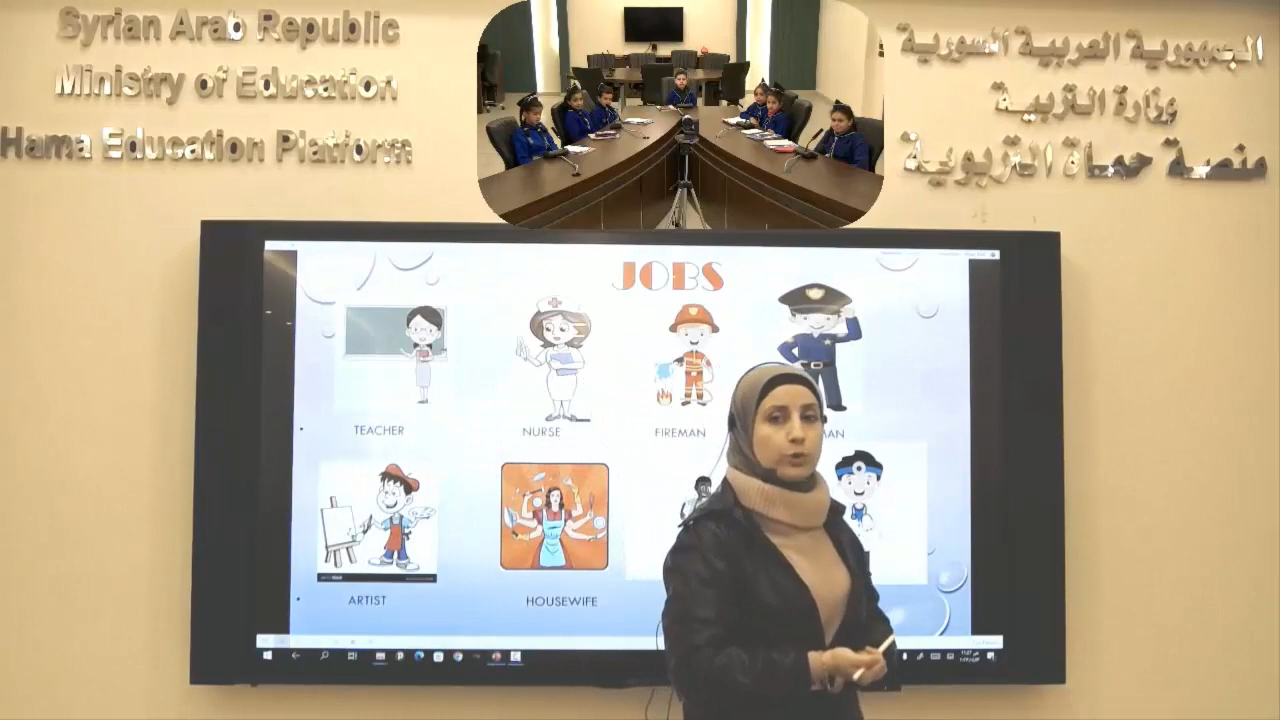 Syrian Arab Republic
Ministry of Education
Hama Education Platform
الجمهورية العربية السورية
وزارة التربية
منصة حماة التربوية
JOBS
TEACHER
NURSE
FIREMAN
MAN
ARTIST
HOUSEWIFE